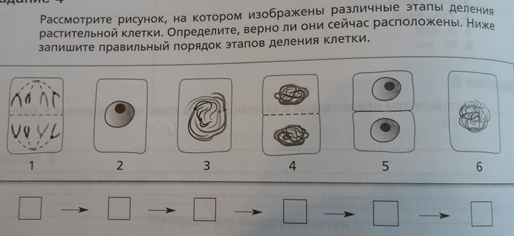 Рассмотрите рисунок, на котором изображены различные этапы деления
растительной клетки. Определите, верно ли они сейчас расположены. Ниже
запишите правильный порядок этапов деления клетки.
1 2 3 4 5 6